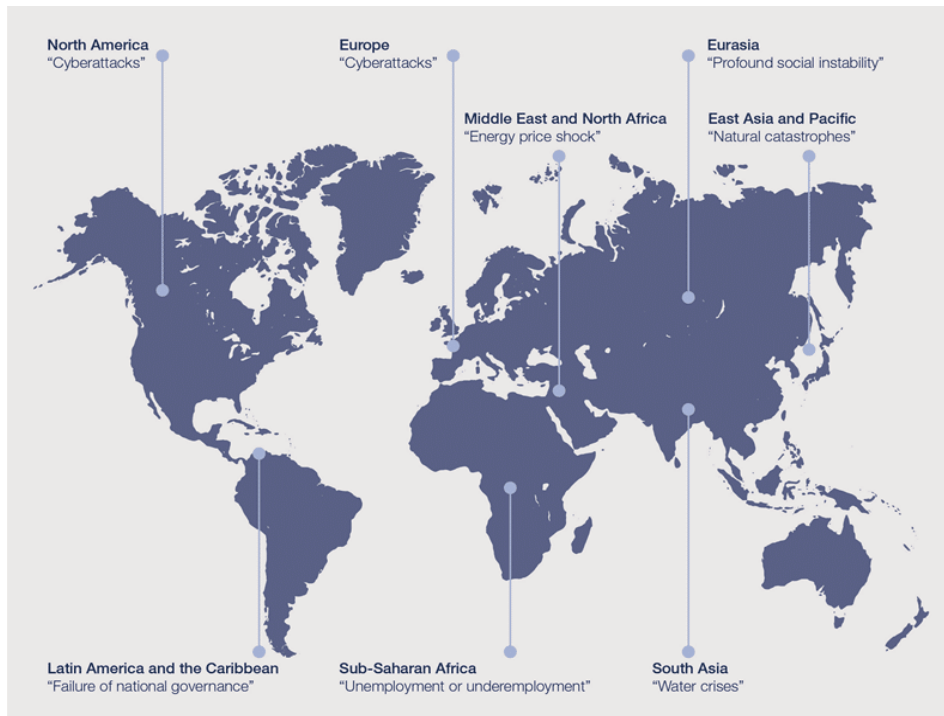 North America
“Cyberattacks”
Europe
“Cyberattacks”
Eurasia
“Profound social instability”
Middle East and North Africa
“Energy price shock”
East Asia and Pacific
“Natural catastrophes”
Latin America and the Caribbean
“Failure of national governance”
Sub-Saharan Africa
“Unemployment or underemployment”
South Asia
“Water crises”